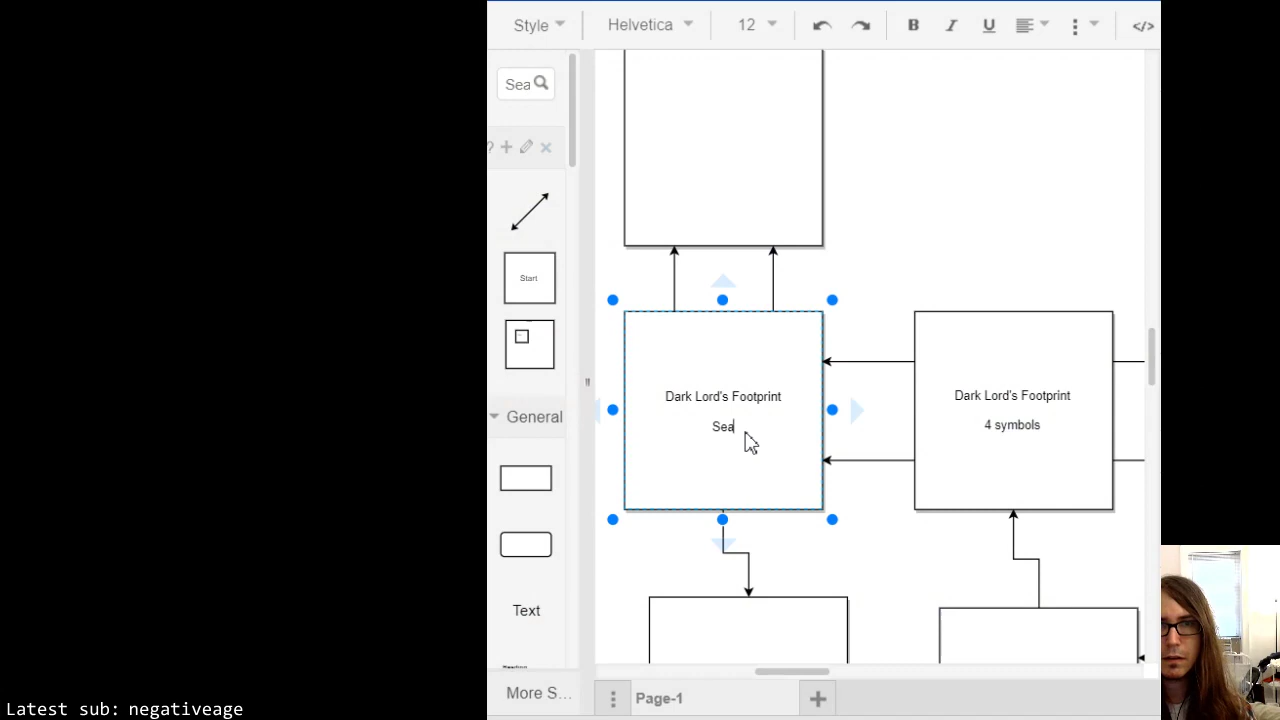 Style
Helvetica
12
B
I
U
</>
Sea
?
Start
General
Text
More S...
Dark Lord's Footprint
Sea
Dark Lord's Footprint
4 symbols
Page-1
Latest sub: negativeage